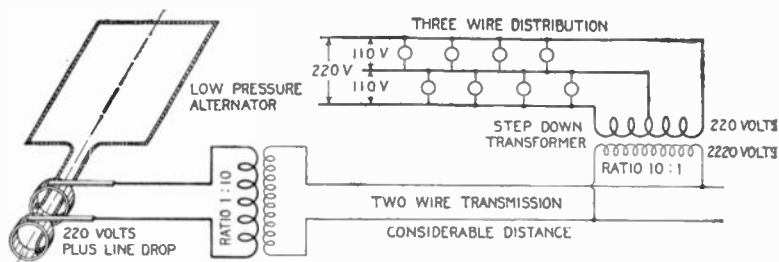 THREE WIRE DISTRIBUTION
110 V
220 V
110 V
LOW PRESSURE
ALTERNATOR
STEP DOWN
TRANSFORMER
220 VOLTS
2220 VOLTS
RATIO 10:1
RATIO 1:10
TWO WIRE TRANSMISSION
CONSIDERABLE DISTANCE
220 VOLTS
PLUS LINE DROP